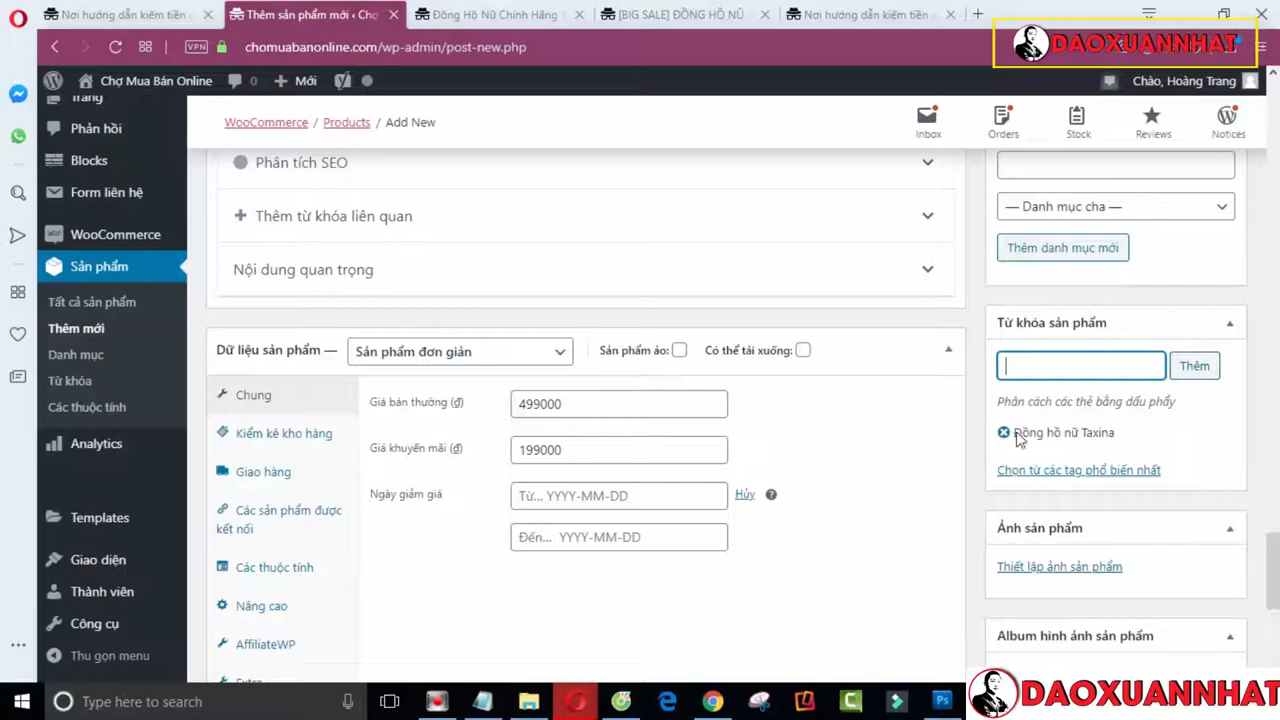 Nơi hướng dẫn kiếm tiền c
Thêm sản phẩm mới ‹ Chợ
Đồng Hồ Nữ Chính Hãng
[BIG SALE] ĐỒNG HỒ NỮ
Nơi hướng dẫn kiếm tiền c
VPN
chomuabanonline.com/wp-admin/post-new.php
DAOXUANNHAT
Chợ Mua Bán Online
0
Mới
Chào, Hoàng Trang
Trang
Phản hồi
Blocks
Form liên hệ
WooCommerce
Sản phẩm
Tất cả sản phẩm
Thêm mới
Danh mục
Từ khóa
Các thuộc tính
Analytics
Templates
Giao diện
Thành viên
Công cụ
Thu gọn menu
WooCommerce / Products / Add New
Inbox
Orders
Stock
Reviews
Notices
Phân tích SEO
Thêm từ khóa liên quan
Nội dung quan trọng
Dữ liệu sản phẩm —
Sản phẩm đơn giản
Sản phẩm ảo:
Có thể tải xuống:
Chung
Kiểm kê kho hàng
Giao hàng
Các sản phẩm được
kết nối
Các thuộc tính
Nâng cao
AffiliateWP
Extra
Giá bán thường (₫)
499000
Giá khuyến mãi (₫)
199000
Ngày giảm giá
Từ… YYYY-MM-DD
Hủy
Đến… YYYY-MM-DD
— Danh mục cha —
Thêm danh mục mới
Từ khóa sản phẩm
Thêm
Phân cách các thẻ bằng dấu phẩy
Đồng hồ nữ Taxina
Chọn từ các tag phổ biến nhất
Ảnh sản phẩm
Thiết lập ảnh sản phẩm
Album hình ảnh sản phẩm
Type here to search
DAOXUANNHAT